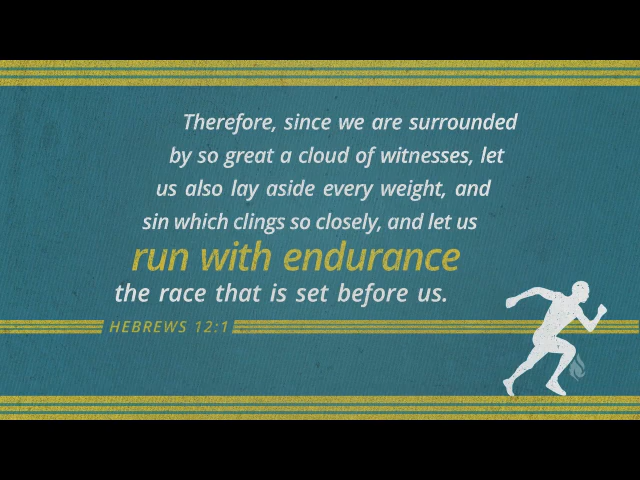 Therefore, since we are surrounded
by so great a cloud of witnesses, let
us also lay aside every weight, and
sin which clings so closely, and let us
run with endurance
the race that is set before us.
HEBREWS 12:1